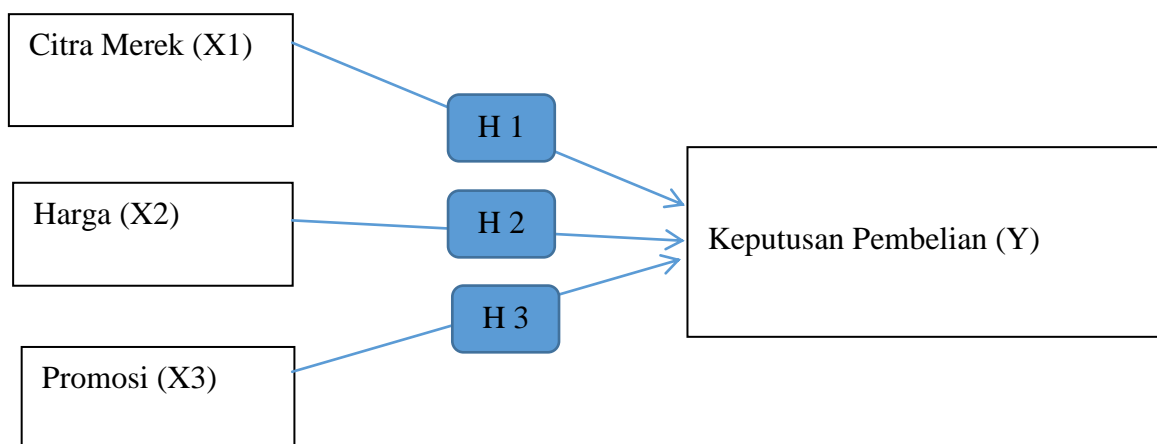 Citra Merek (X1)
H 1
Harga (X2)
H 2
Keputusan Pembelian (Y)
H 3
Promosi (X3)